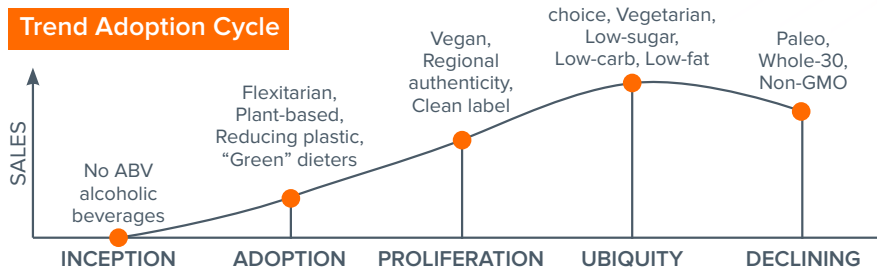 Trend Adoption Cycle
SALES
No ABV
alcoholic
beverages
Flexitarian,
Plant-based,
Reducing plastic,
“Green” dieters
Vegan,
Regional
authenticity,
Clean label
choice, Vegetarian,
Low-sugar,
Low-carb, Low-fat
Paleo,
Whole-30,
Non-GMO
INCEPTION
ADOPTION
PROLIFERATION
UBIQUITY
DECLINING